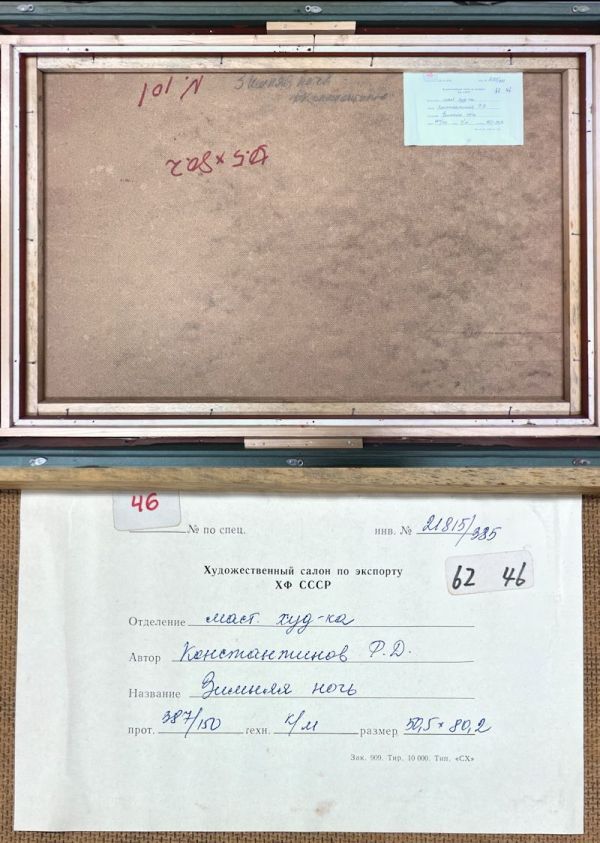 N. 101
Зимняя ночь
50.5 × 80.2
46
№ по спец.
инв. № 21815/385
Художественный салон по экспорту
ХФ СССР
62 46
Отделение маст. худ-ка
Автор Константинов Ф.Д.
Название Зимняя ночь
прот. 387/150 техн. к/м размер 50,5 × 80,2
Зак. 909. Тир. 10 000. Тип. «СХ»